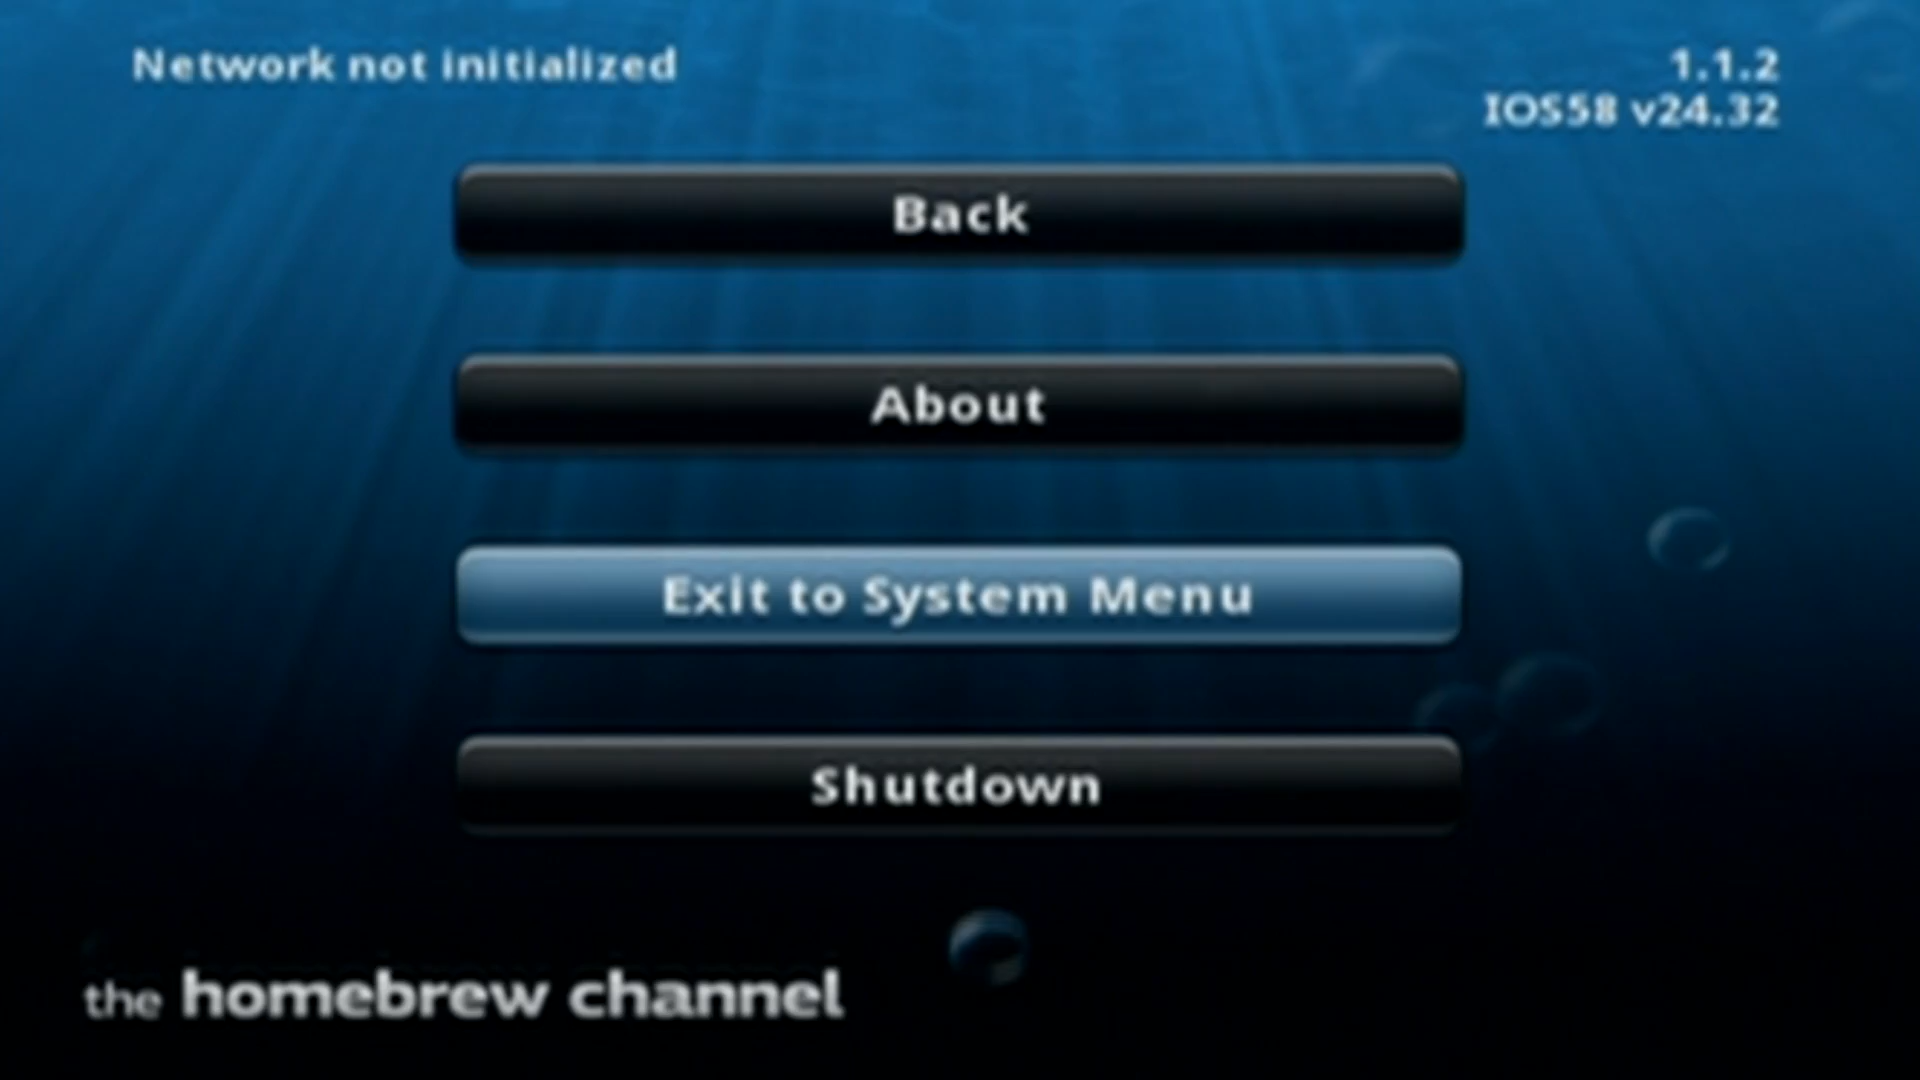 Network not initialized
1.1.2
IOS58 v24.32
Back
About
Exit to System Menu
Shutdown
the homebrew channel